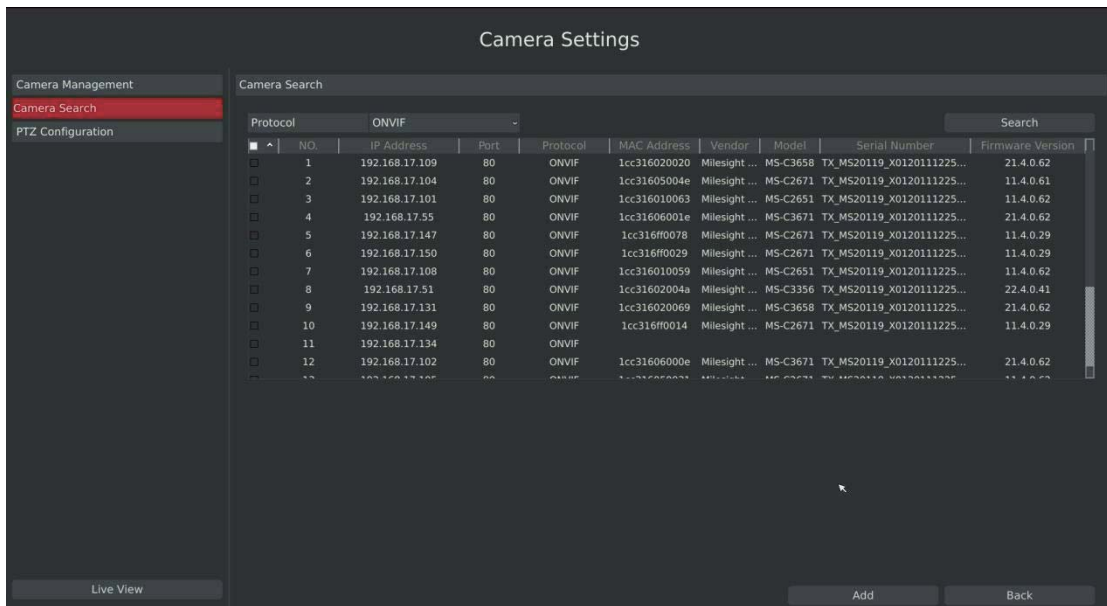 Camera Settings
Camera Management
Camera Search
PTZ Configuration
Camera Search
Protocol ONVIF Search
NO. IP Address Port Protocol MAC Address Vendor Model Serial Number Firmware Version
1 192.168.17.109 80 ONVIF 1cc316020020 Milesight ... MS-C3658 TX_MS20119_X0120111225... 21.4.0.62
2 192.168.17.104 80 ONVIF 1cc31605004e Milesight ... MS-C2671 TX_MS20119_X0120111225... 11.4.0.61
3 192.168.17.101 80 ONVIF 1cc316010063 Milesight ... MS-C2651 TX_MS20119_X0120111225... 11.4.0.62
4 192.168.17.55 80 ONVIF 1cc31606001e Milesight ... MS-C3671 TX_MS20119_X0120111225... 21.4.0.62
5 192.168.17.147 80 ONVIF 1cc316ff0078 Milesight ... MS-C2671 TX_MS20119_X0120111225... 11.4.0.29
6 192.168.17.150 80 ONVIF 1cc316ff0029 Milesight ... MS-C2671 TX_MS20119_X0120111225... 11.4.0.29
7 192.168.17.108 80 ONVIF 1cc316010059 Milesight ... MS-C2651 TX_MS20119_X0120111225... 11.4.0.62
8 192.168.17.51 80 ONVIF 1cc31602004a Milesight ... MS-C3356 TX_MS20119_X0120111225... 22.4.0.41
9 192.168.17.131 80 ONVIF 1cc316020069 Milesight ... MS-C3658 TX_MS20119_X0120111225... 21.4.0.62
10 192.168.17.149 80 ONVIF 1cc316ff0014 Milesight ... MS-C2671 TX_MS20119_X0120111225... 11.4.0.29
11 192.168.17.134 80 ONVIF
12 192.168.17.102 80 ONVIF 1cc31606000e Milesight ... MS-C3671 TX_MS20119_X0120111225... 21.4.0.62
Live View
Add Back